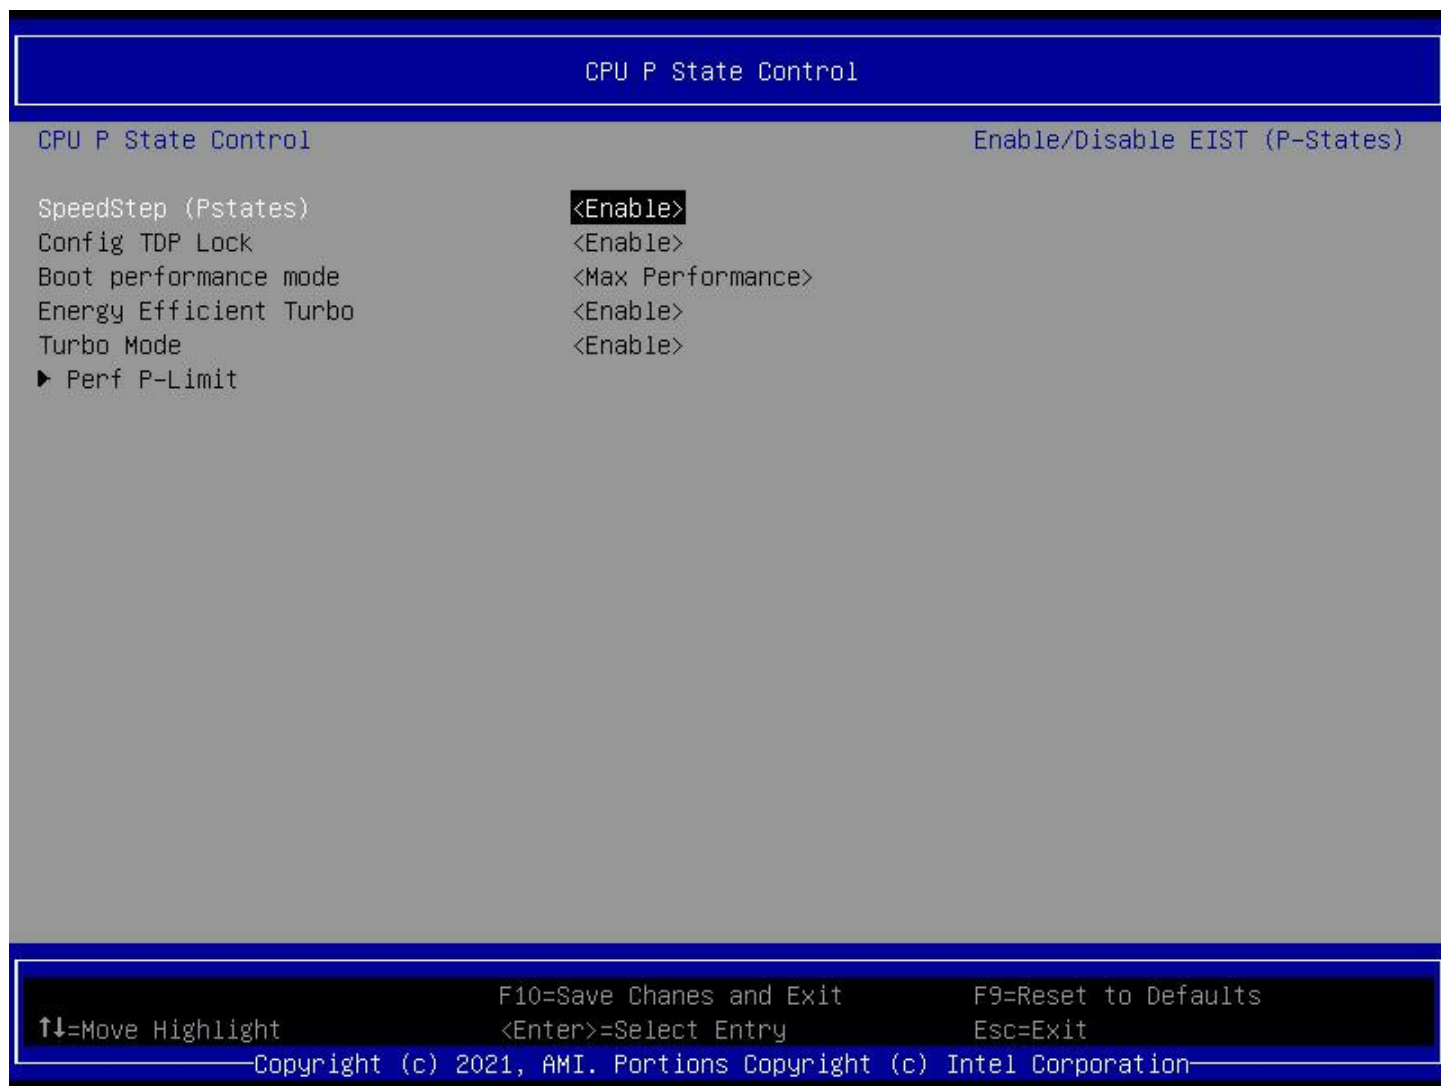 CPU P State Control
CPU P State Control Enable/Disable EIST (P-States)
SpeedStep (Pstates) <Enable>
Config TDP Lock <Enable>
Boot performance mode <Max Performance>
Energy Efficient Turbo <Enable>
Turbo Mode <Enable>
▶ Perf P-Limit
F10=Save Chanes and Exit F9=Reset to Defaults
↑↓=Move Highlight <Enter>=Select Entry Esc=Exit
Copyright (c) 2021, AMI. Portions Copyright (c) Intel Corporation